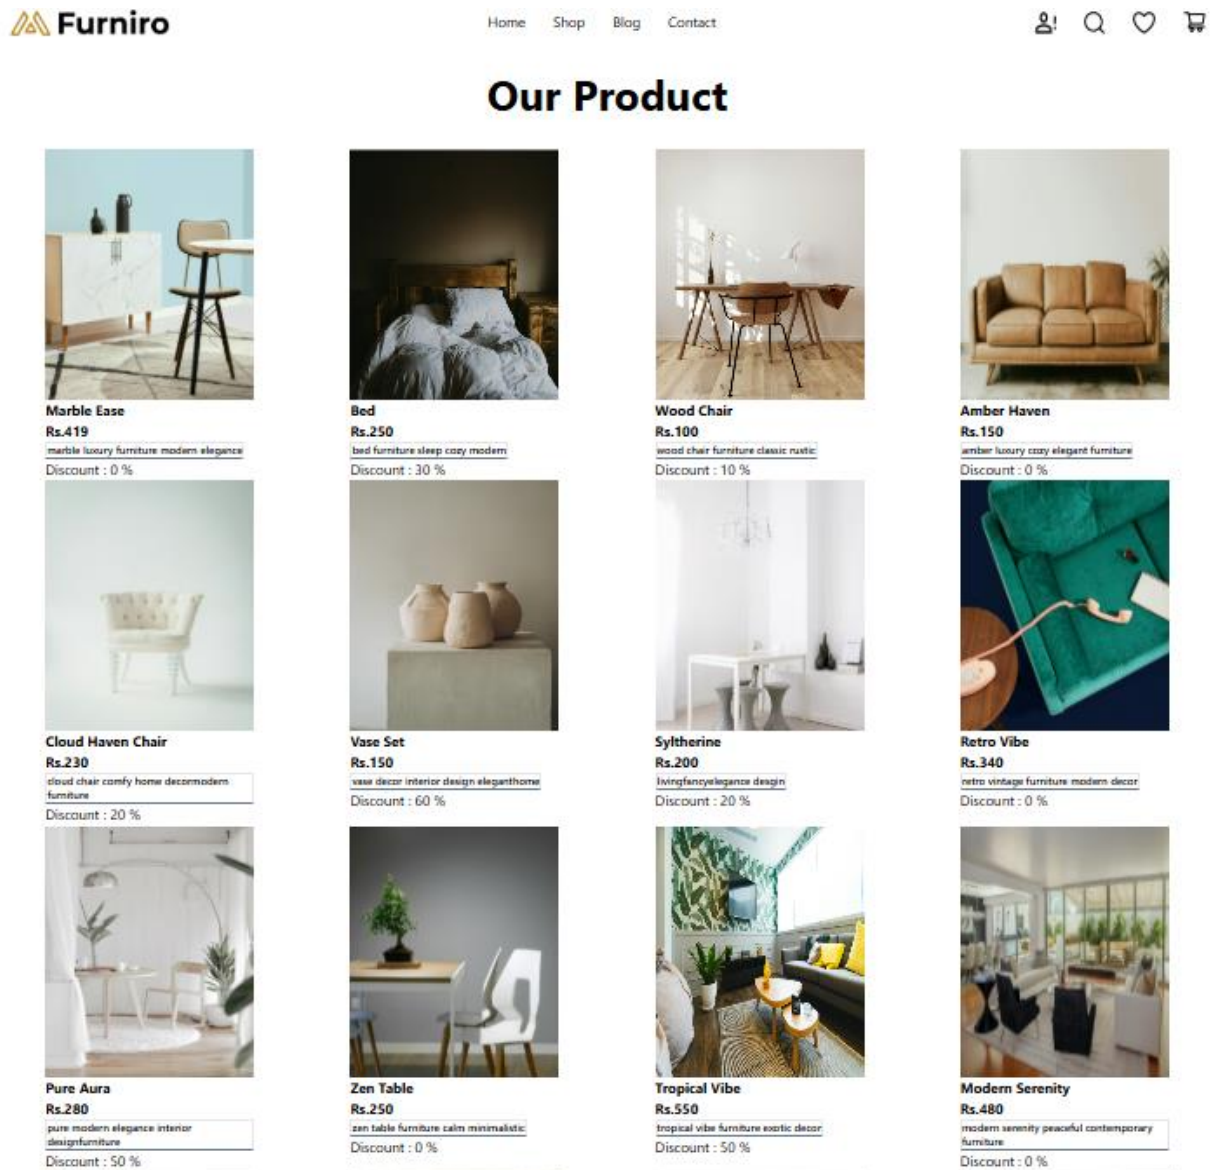 Furniro
Home Shop Blog Contact
Our Product
Marble Ease
Rs.419
marble luxury furniture modern elegance
Discount : 0 %
Bed
Rs.250
bed furniture sleep cozy modern
Discount : 30 %
Wood Chair
Rs.100
wood chair furniture classic rustic
Discount : 10 %
Amber Haven
Rs.150
amber luxury cozy elegant furniture
Discount : 0 %
Cloud Haven Chair
Rs.230
cloud chair comfy home decormodern
furniture
Discount : 20 %
Vase Set
Rs.150
vase decor interior design eleganthome
Discount : 60 %
Syltherine
Rs.200
livingfancyelegance desgin
Discount : 20 %
Retro Vibe
Rs.340
retro vintage furniture modern decor
Discount : 0 %
Pure Aura
Rs.280
pure modern elegance interior
designfurniture
Discount : 50 %
Zen Table
Rs.250
zen table furniture calm minimalistic
Discount : 0 %
Tropical Vibe
Rs.550
tropical vibe furniture exotic decor
Discount : 50 %
Modern Serenity
Rs.480
modern serenity peaceful contemporary
furniture
Discount : 0 %